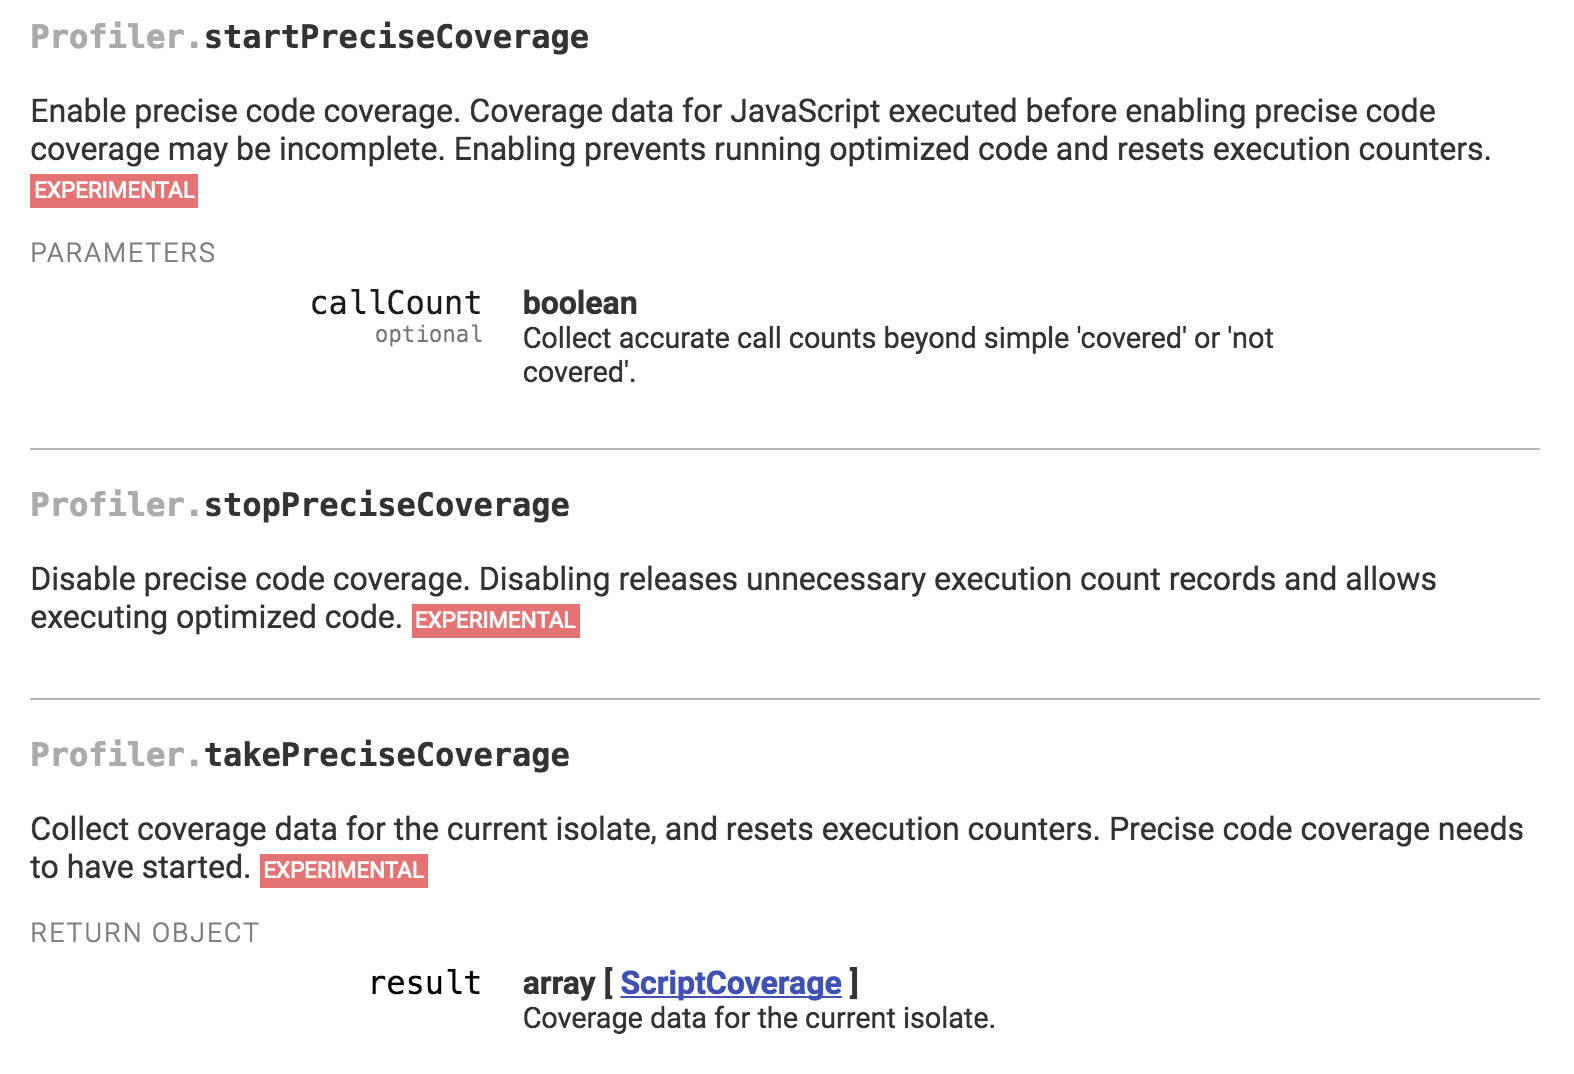 Profiler.startPreciseCoverage
Enable precise code coverage. Coverage data for JavaScript executed before enabling precise code
coverage may be incomplete. Enabling prevents running optimized code and resets execution counters.
EXPERIMENTAL
PARAMETERS
callCount boolean
optional Collect accurate call counts beyond simple 'covered' or 'not
covered'.
Profiler.stopPreciseCoverage
Disable precise code coverage. Disabling releases unnecessary execution count records and allows
executing optimized code. EXPERIMENTAL
Profiler.takePreciseCoverage
Collect coverage data for the current isolate, and resets execution counters. Precise code coverage needs
to have started. EXPERIMENTAL
RETURN OBJECT
result array [ ScriptCoverage ]
Coverage data for the current isolate.